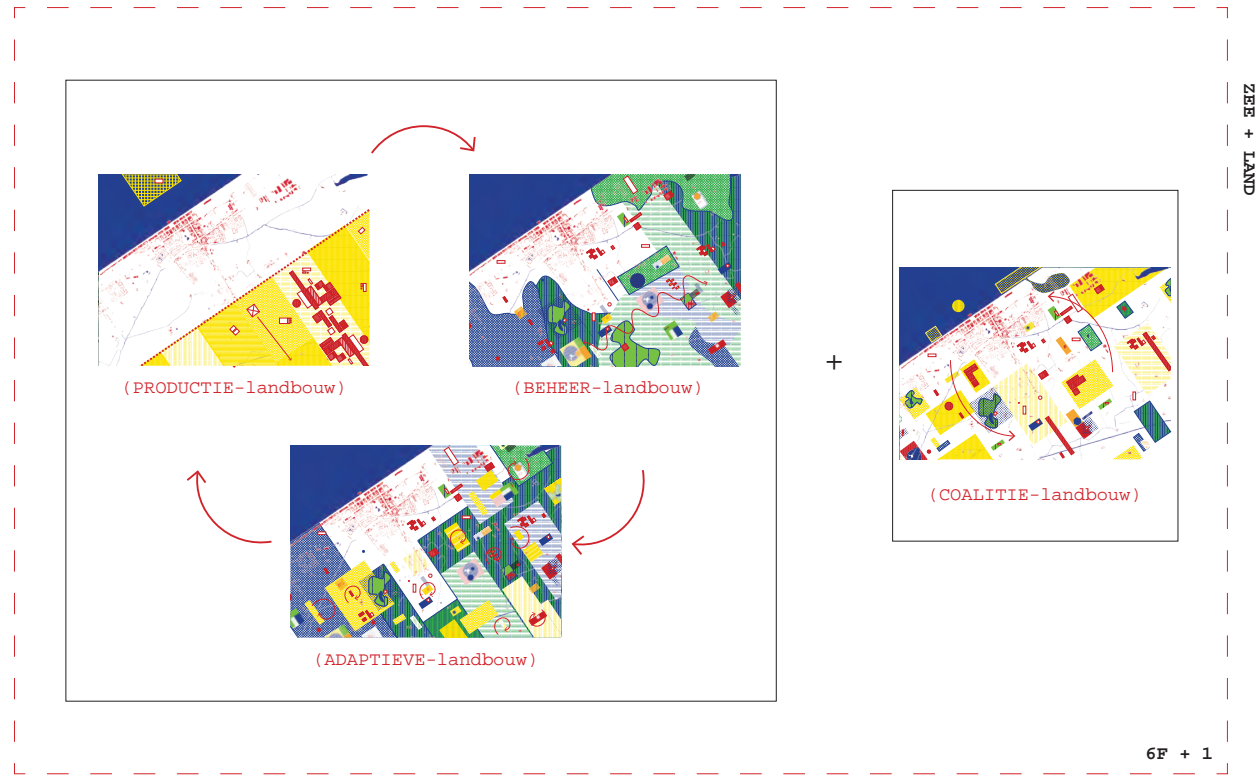 ZEE + LAND
(PRODUCTIE-landbouw)
(BEHEER-landbouw)
+
(COALITIE-landbouw)
(ADAPTIEVE-landbouw)
6F + 1